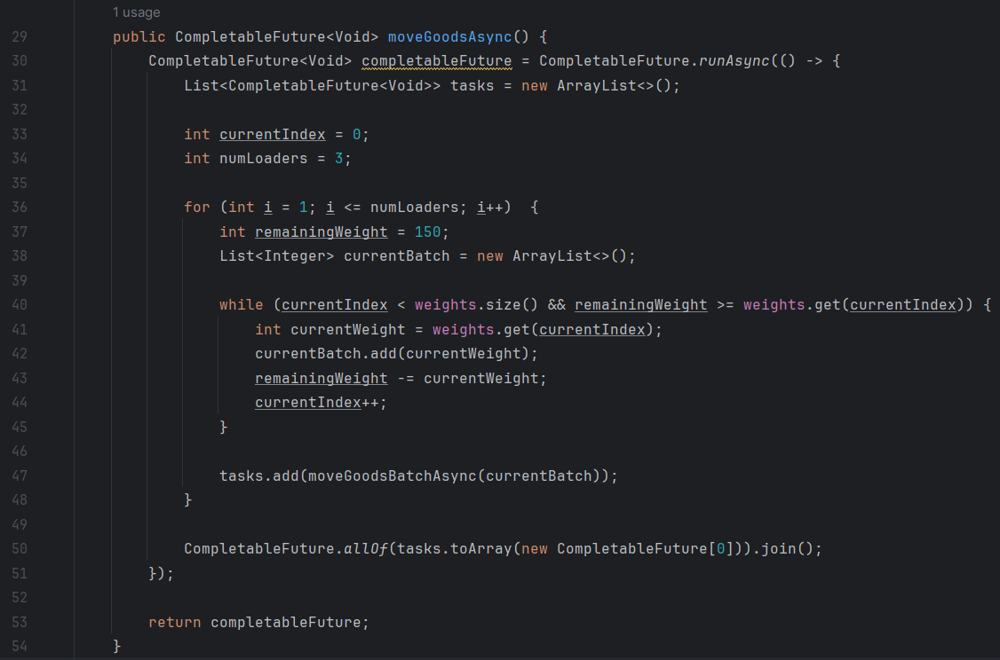 1 usage
29 public CompletableFuture<Void> moveGoodsAsync() {
30 CompletableFuture<Void> completableFuture = CompletableFuture.runAsync(() -> {
31 List<CompletableFuture<Void>> tasks = new ArrayList<>();
32
33 int currentIndex = 0;
34 int numLoaders = 3;
35
36 for (int i = 1; i <= numLoaders; i++)  {
37 int remainingWeight = 150;
38 List<Integer> currentBatch = new ArrayList<>();
39
40 while (currentIndex < weights.size() && remainingWeight >= weights.get(currentIndex)) {
41 int currentWeight = weights.get(currentIndex);
42 currentBatch.add(currentWeight);
43 remainingWeight -= currentWeight;
44 currentIndex++;
45 }
46
47 tasks.add(moveGoodsBatchAsync(currentBatch));
48 }
49
50 CompletableFuture.allOf(tasks.toArray(new CompletableFuture[0])).join();
51 });
52
53 return completableFuture;
54 }